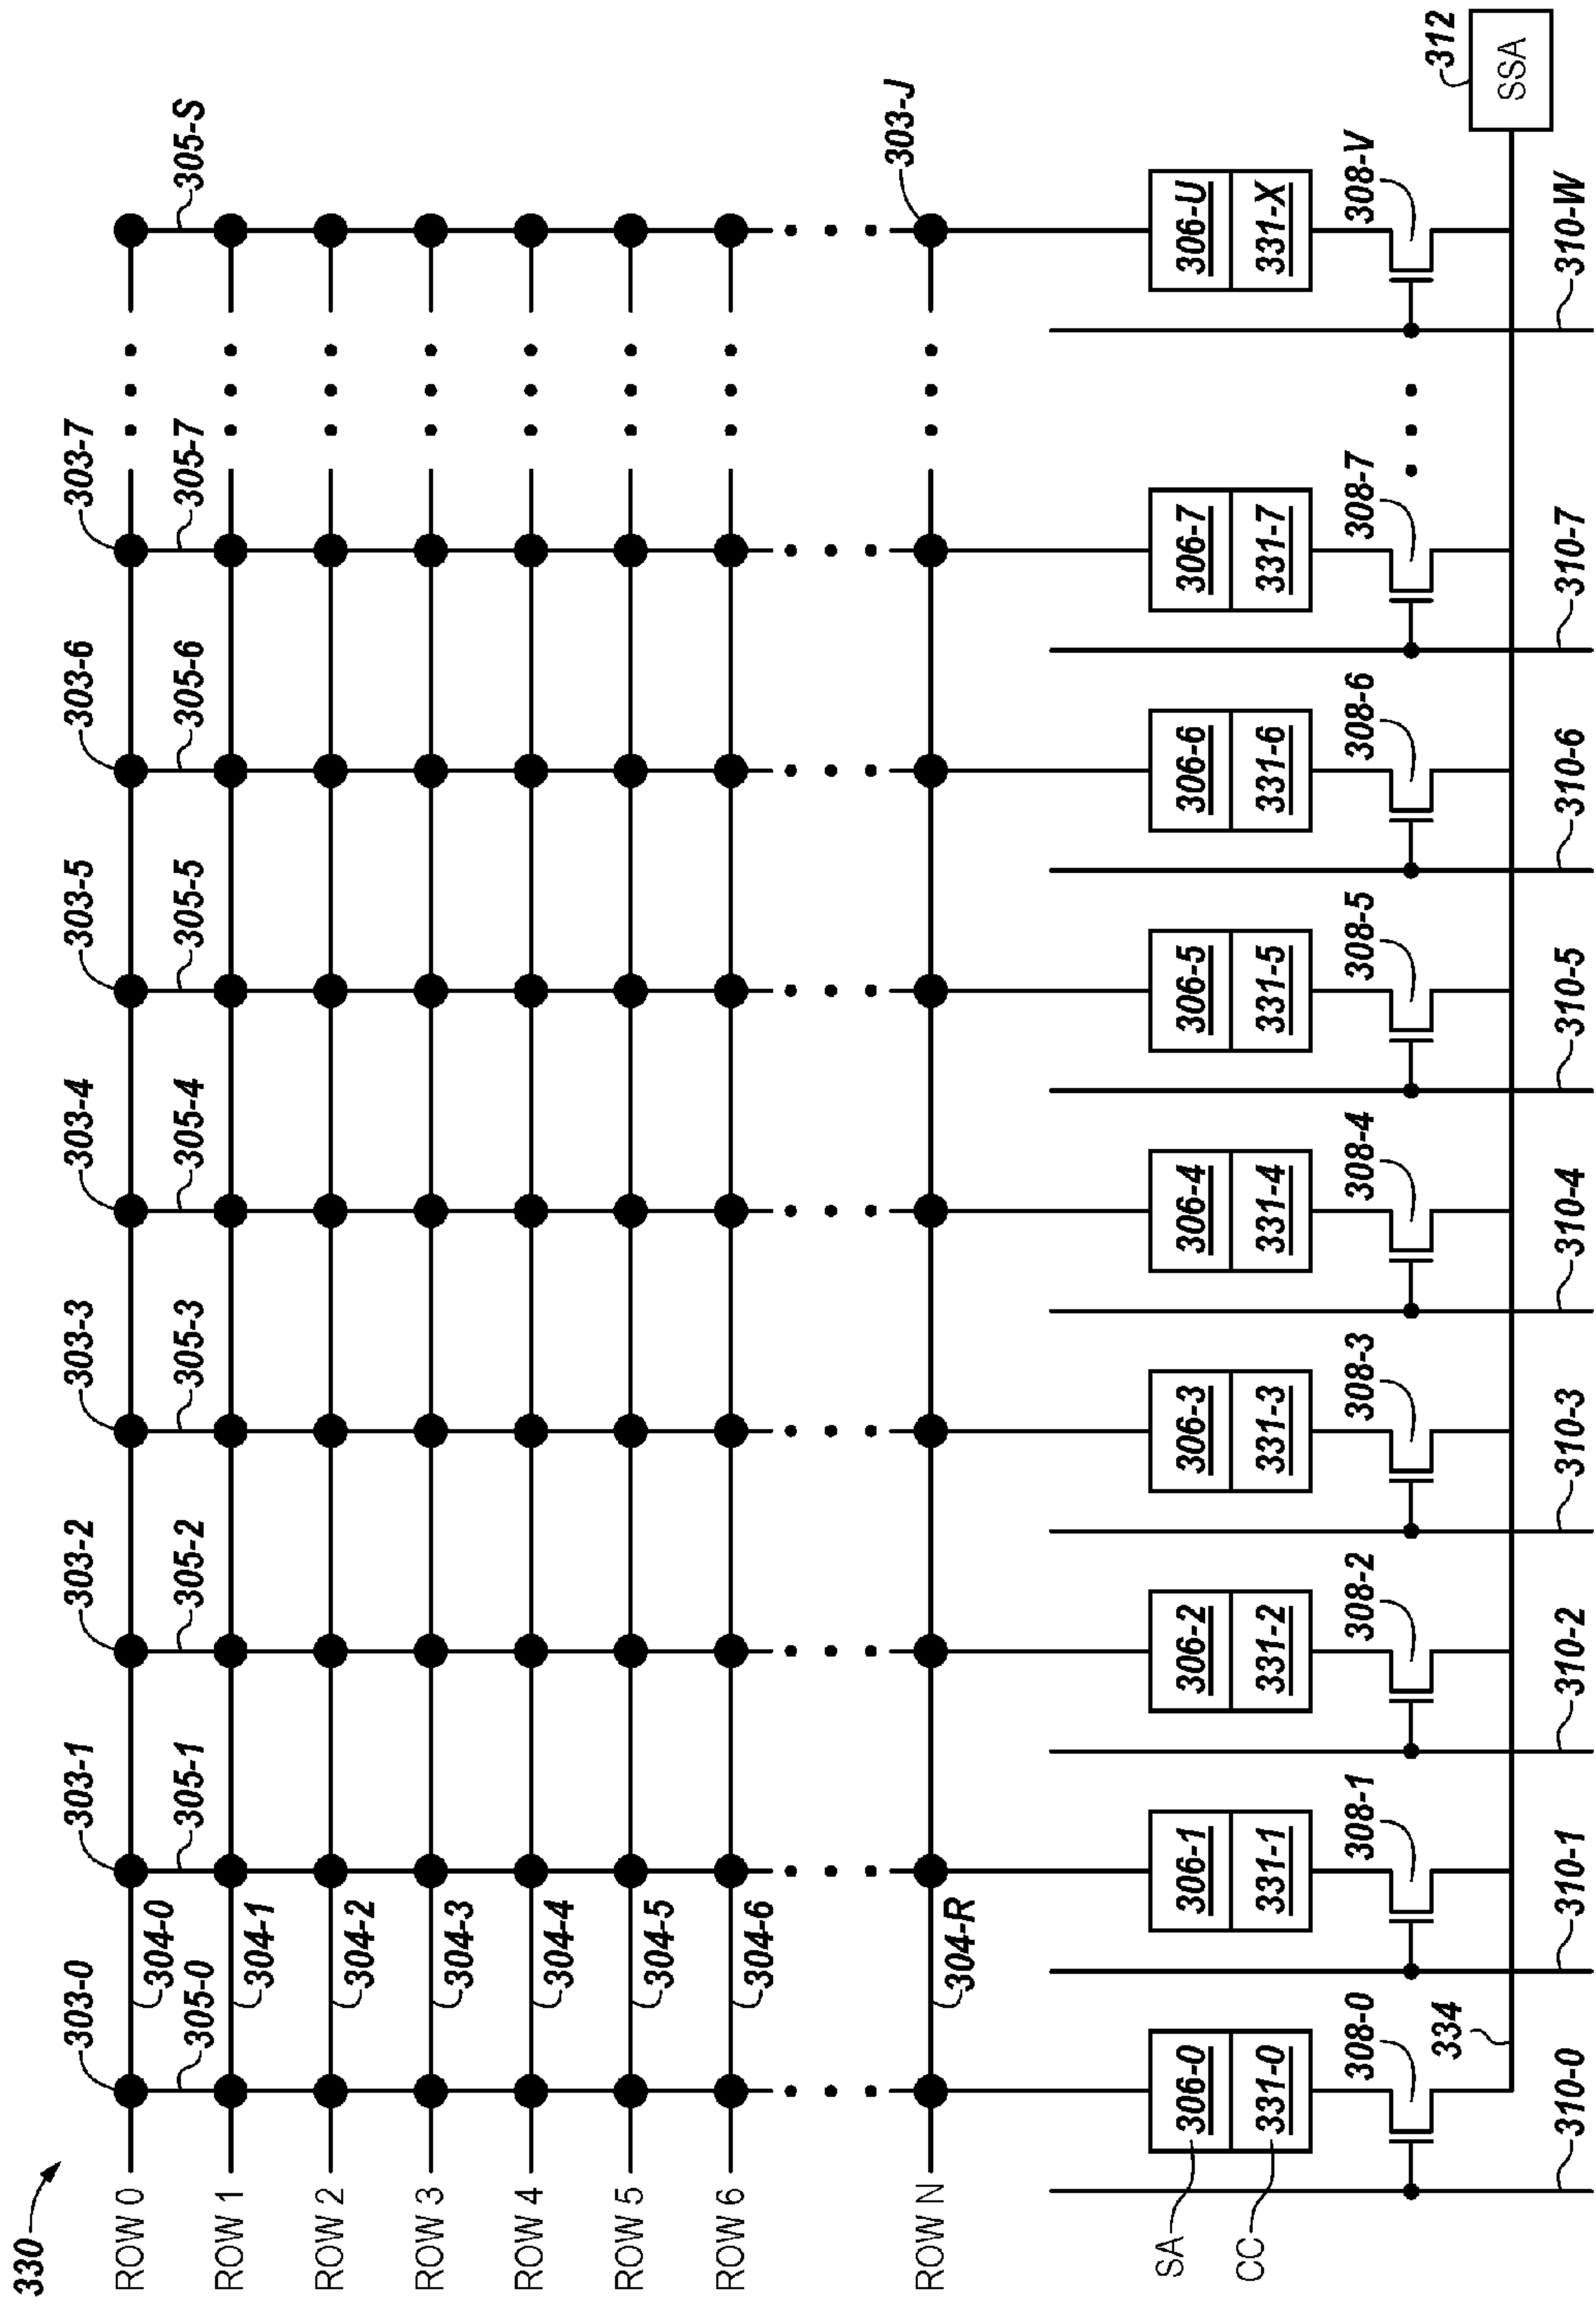 330
303-0 303-1 303-2 303-3 303-4 303-5 303-6 303-7
ROW 0
304-0
305-0 305-1 305-2 305-3 305-4 305-5 305-6 305-7 305-S
ROW 1
304-1
ROW 2
304-2
ROW 3
304-3
ROW 4
304-4
ROW 5
304-5
ROW 6
304-6
303-J
ROW N
304-R
SA
306-0 306-1 306-2 306-3 306-4 306-5 306-6 306-7 306-U
CC
331-0 331-1 331-2 331-3 331-4 331-5 331-6 331-7 331-X
308-0 308-1 308-2 308-3 308-4 308-5 308-6 308-7 308-V
334
312
SSA
310-0 310-1 310-2 310-3 310-4 310-5 310-6 310-7 310-W